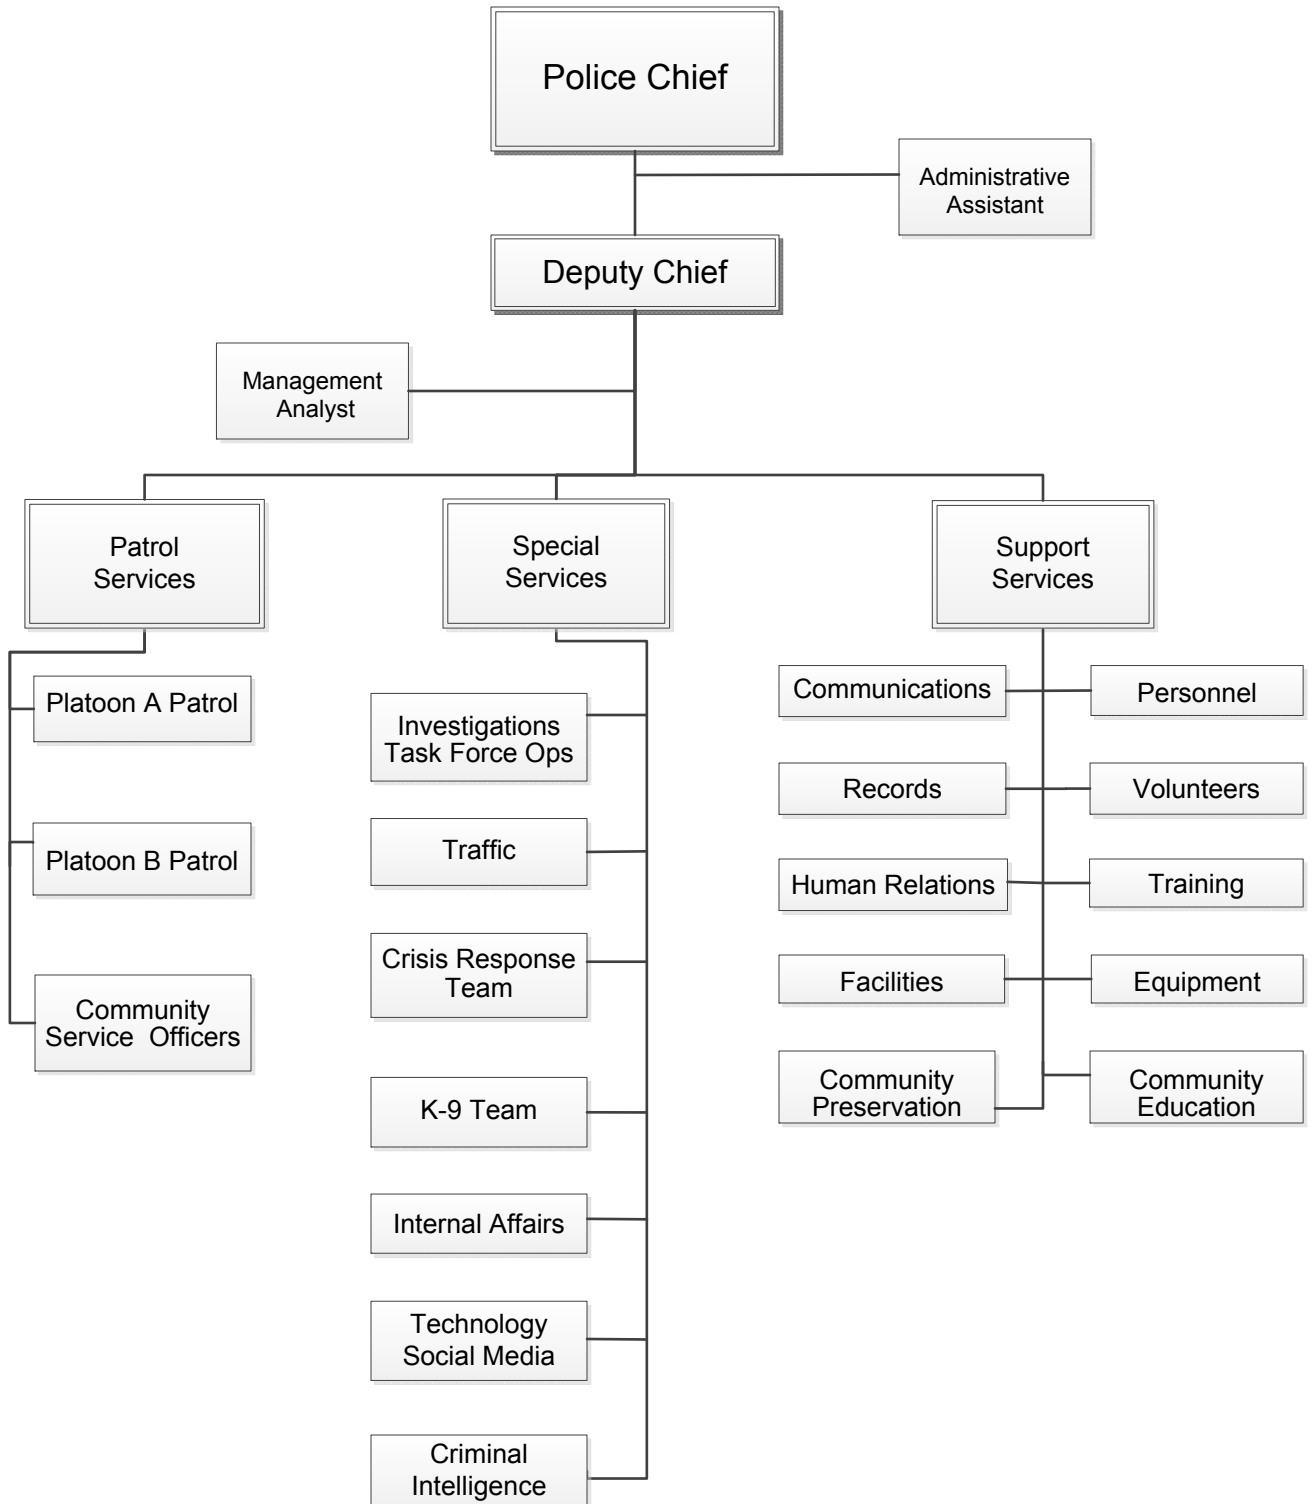 Police Chief
Administrative
Assistant
Deputy Chief
Management
Analyst
Patrol
Services
Special
Services
Support
Services
Platoon A Patrol
Platoon B Patrol
Community
Service Officers
Investigations
Task Force Ops
Traffic
Crisis Response
Team
K-9 Team
Internal Affairs
Technology
Social Media
Criminal
Intelligence
Communications
Personnel
Records
Volunteers
Human Relations
Training
Facilities
Equipment
Community
Preservation
Community
Education